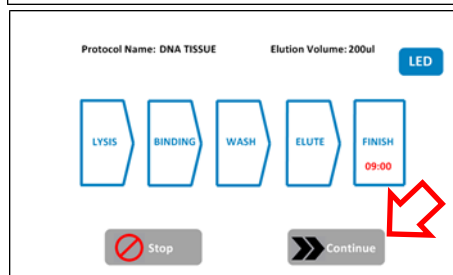 Protocol Name: DNA TISSUE Elution Volume: 200ul
LED
LYSIS BINDING WASH ELUTE FINISH
09:00
Stop Continue